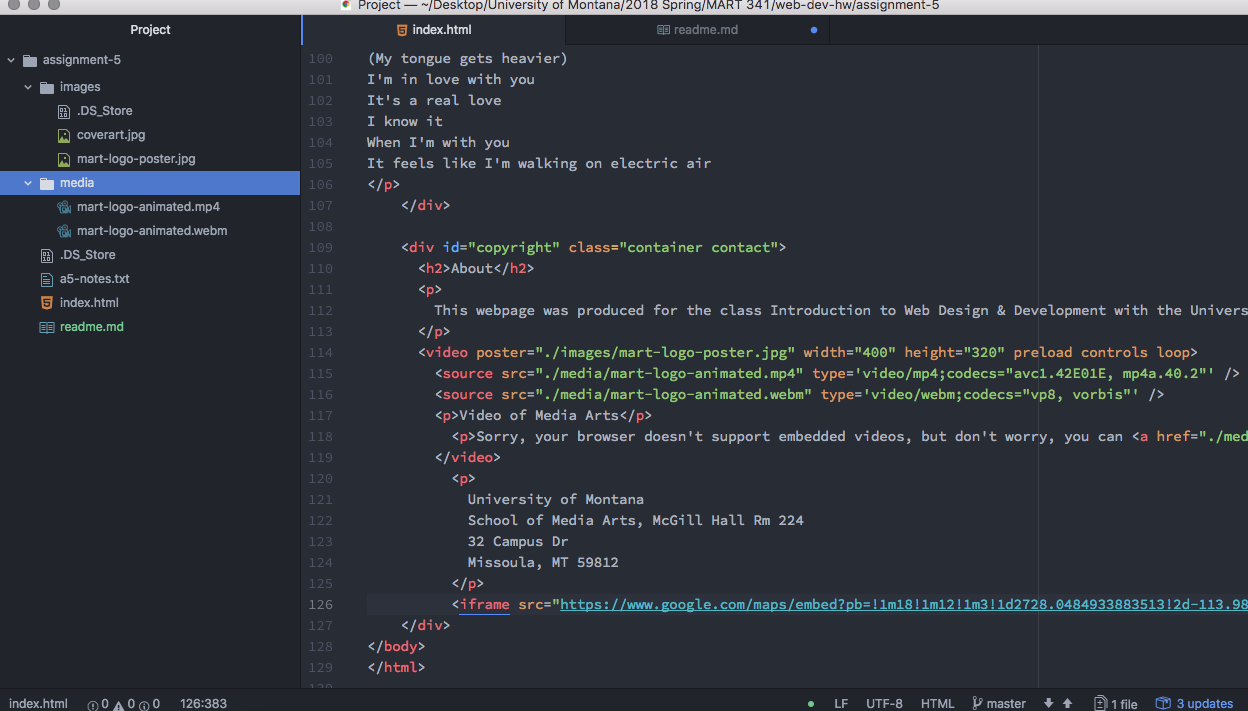 Project — ~/Desktop/University of Montana/2018 Spring/MART 341/web-dev-hw/assignment-5
Project
index.html
readme.md
assignment-5
images
.DS_Store
coverart.jpg
mart-logo-poster.jpg
media
mart-logo-animated.mp4
mart-logo-animated.webm
.DS_Store
a5-notes.txt
index.html
readme.md
100 (My tongue gets heavier)
101 I'm in love with you
102 It's a real love
103 I know it
104 When I'm with you
105 It feels like I'm walking on electric air
106 </p>
107 </div>
108
109 <div id="copyright" class="container contact">
110 <h2>About</h2>
111 <p>
112 This webpage was produced for the class Introduction to Web Design & Development with the Univers
113 </p>
114 <video poster="./images/mart-logo-poster.jpg" width="400" height="320" preload controls loop>
115 <source src="./media/mart-logo-animated.mp4" type='video/mp4;codecs="avc1.42E01E, mp4a.40.2"' />
116 <source src="./media/mart-logo-animated.webm" type='video/webm;codecs="vp8, vorbis"' />
117 <p>Video of Media Arts</p>
118 <p>Sorry, your browser doesn't support embedded videos, but don't worry, you can <a href="./med
119 </video>
120 <p>
121 University of Montana
122 School of Media Arts, McGill Hall Rm 224
123 32 Campus Dr
124 Missoula, MT 59812
125 </p>
126 <iframe src="https://www.google.com/maps/embed?pb=!1m18!1m12!1m3!1d2728.0484933883513!2d-113.98
127 </div>
128 </body>
129 </html>
130
index.html 0 0 0 126:383 LF UTF-8 HTML master 1 file 3 updates